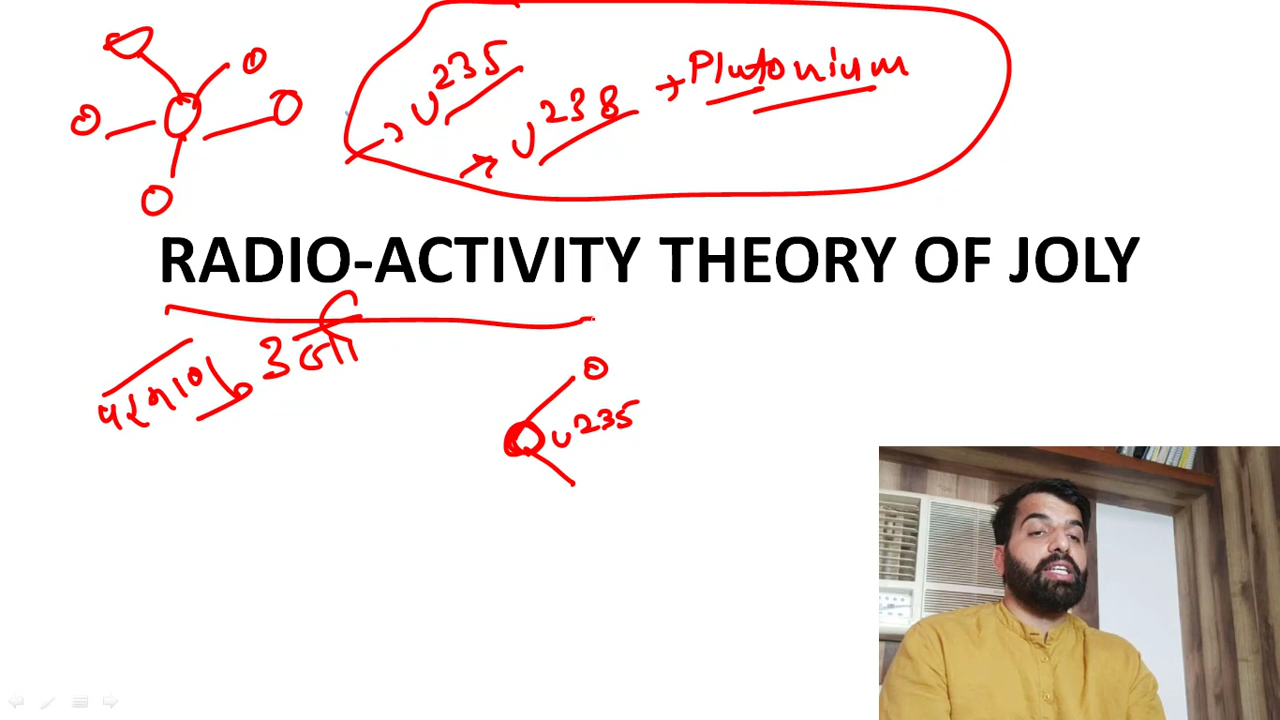 U²³⁵
U²³⁸ → Plutonium
RADIO-ACTIVITY THEORY OF JOLY
परमाणु ऊर्जा
U²³⁵